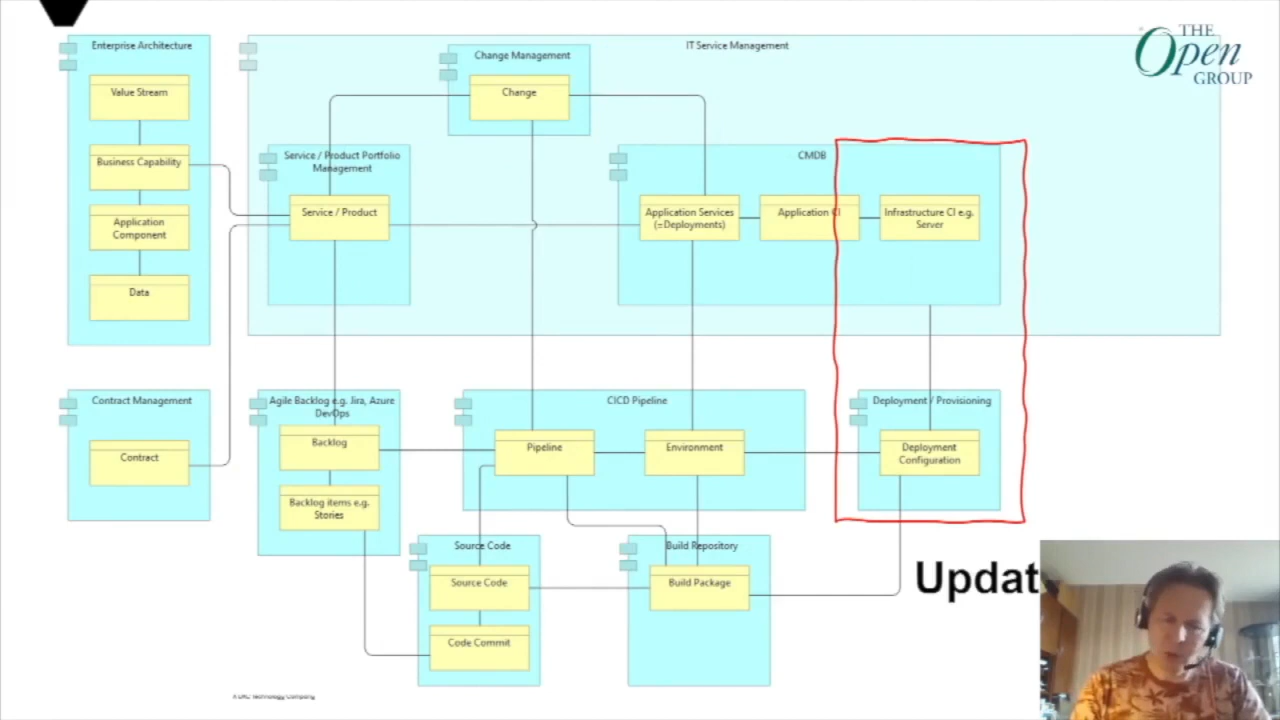 Enterprise Architecture
Value Stream
Business Capability
Application
Component
Data
Contract Management
Contract
IT Service Management
Change Management
Change
Service / Product Portfolio
Management
Service / Product
CMDB
Application Services
(=Deployments)
Application CI
Infrastructure CI e.g.
Server
Agile Backlog e.g. Jira, Azure
DevOps
Backlog
Backlog items e.g.
Stories
CICD Pipeline
Pipeline
Environment
Deployment / Provisioning
Deployment
Configuration
Source Code
Source Code
Code Commit
Build Repository
Build Package
Updat
THE
Open
GROUP
Technology Company